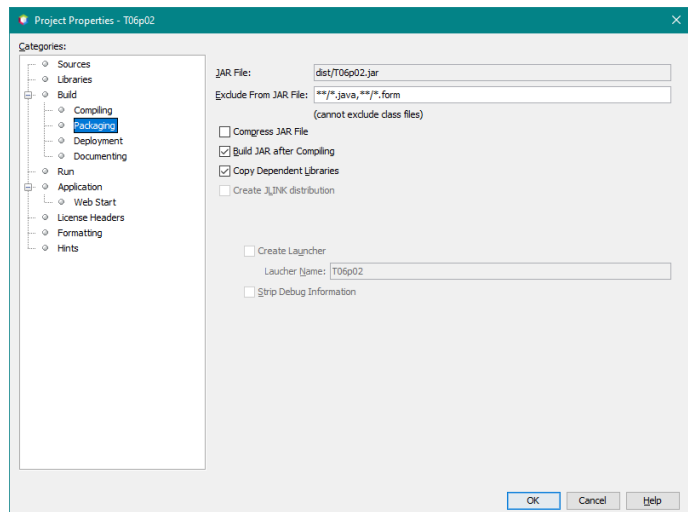 Project Properties - T06p02
Categories:
Sources
Libraries
Build
Compiling
Packaging
Deployment
Documenting
Run
Application
Web Start
License Headers
Formatting
Hints
JAR File: dist/T06p02.jar
Exclude From JAR File: **/*.java,**/*.form
(cannot exclude class files)
Compress JAR File
Build JAR after Compiling
Copy Dependent Libraries
Create JLINK distribution
Create Launcher
Laucher Name: T06p02
Strip Debug Information
OK Cancel Help